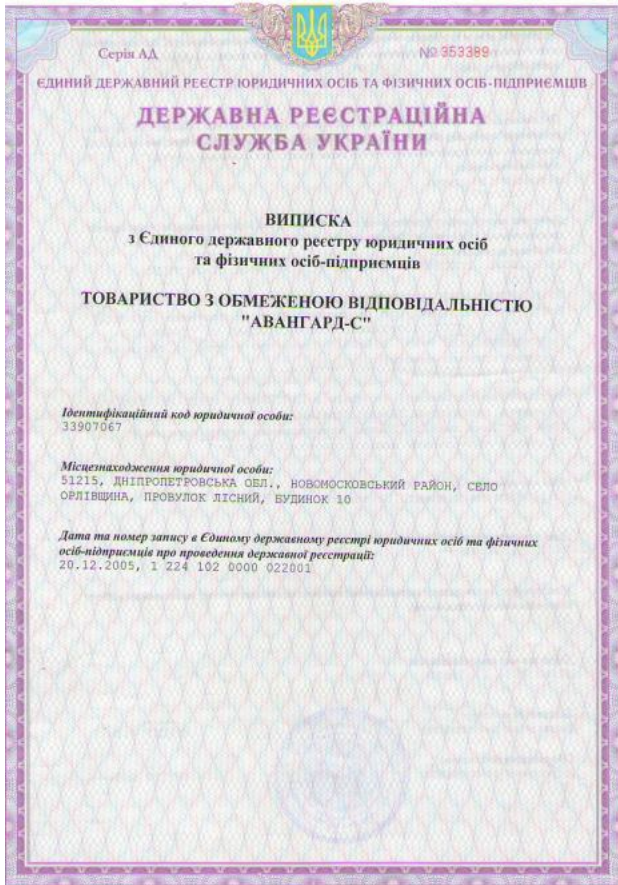 Серія АД
№ 353389
ЄДИНИЙ ДЕРЖАВНИЙ РЕЄСТР ЮРИДИЧНИХ ОСІБ ТА ФІЗИЧНИХ ОСІБ-ПІДПРИЄМЦІВ
ДЕРЖАВНА РЕЄСТРАЦІЙНА
СЛУЖБА УКРАЇНИ
ВИПИСКА
з Єдиного державного реєстру юридичних осіб
та фізичних осіб-підприємців
ТОВАРИСТВО З ОБМЕЖЕНОЮ ВІДПОВІДАЛЬНІСТЮ
"АВАНГАРД-С"
Ідентифікаційний код юридичної особи:
33907067
Місцезнаходження юридичної особи:
51215, ДНІПРОПЕТРОВСЬКА ОБЛ., НОВОМОСКОВСЬКИЙ РАЙОН, СЕЛО
ОРЛІВЩИНА, ПРОВУЛОК ЛІСНИЙ, БУДИНОК 10
Дата та номер запису в Єдиному державному реєстрі юридичних осіб та фізичних
осіб-підприємців про проведення державної реєстрації:
20.12.2005, 1 224 102 0000 022001